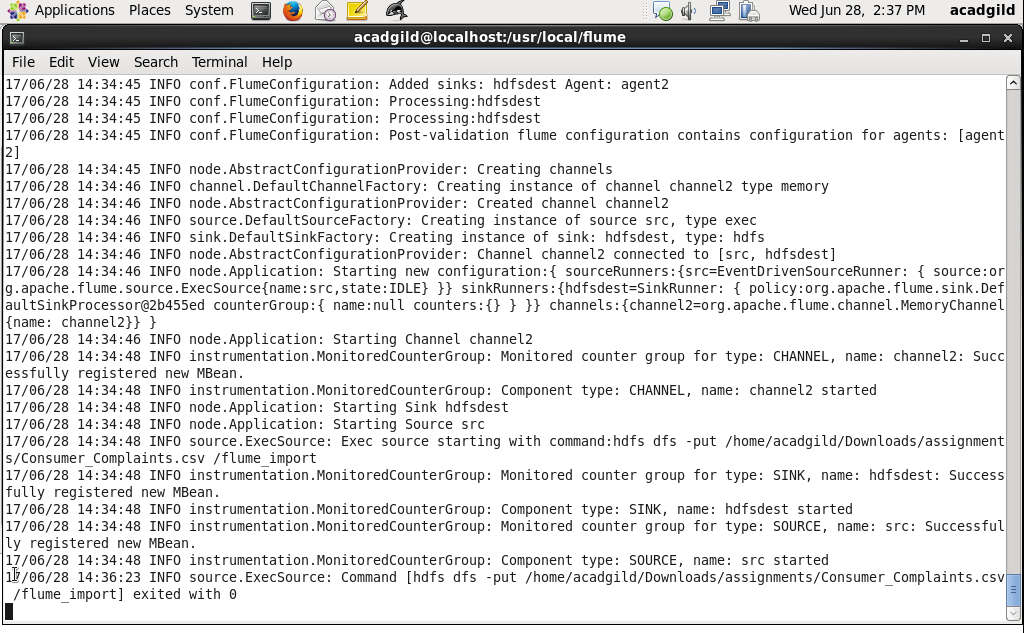 Applications Places System Wed Jun 28, 2:37 PM acadgild
acadgild@localhost:/usr/local/flume
File Edit View Search Terminal Help
17/06/28 14:34:45 INFO conf.FlumeConfiguration: Added sinks: hdfsdest Agent: agent2
17/06/28 14:34:45 INFO conf.FlumeConfiguration: Processing:hdfsdest
17/06/28 14:34:45 INFO conf.FlumeConfiguration: Processing:hdfsdest
17/06/28 14:34:45 INFO conf.FlumeConfiguration: Post-validation flume configuration contains configuration for agents: [agent
2]
17/06/28 14:34:45 INFO node.AbstractConfigurationProvider: Creating channels
17/06/28 14:34:46 INFO channel.DefaultChannelFactory: Creating instance of channel channel2 type memory
17/06/28 14:34:46 INFO node.AbstractConfigurationProvider: Created channel channel2
17/06/28 14:34:46 INFO source.DefaultSourceFactory: Creating instance of source src, type exec
17/06/28 14:34:46 INFO sink.DefaultSinkFactory: Creating instance of sink: hdfsdest, type: hdfs
17/06/28 14:34:46 INFO node.AbstractConfigurationProvider: Channel channel2 connected to [src, hdfsdest]
17/06/28 14:34:46 INFO node.Application: Starting new configuration:{ sourceRunners:{src=EventDrivenSourceRunner: { source:or
g.apache.flume.source.ExecSource{name:src,state:IDLE} }} sinkRunners:{hdfsdest=SinkRunner: { policy:org.apache.flume.sink.Def
aultSinkProcessor@2b455ed counterGroup:{ name:null counters:{} } }} channels:{channel2=org.apache.flume.channel.MemoryChannel
{name: channel2}} }
17/06/28 14:34:46 INFO node.Application: Starting Channel channel2
17/06/28 14:34:48 INFO instrumentation.MonitoredCounterGroup: Monitored counter group for type: CHANNEL, name: channel2: Succ
essfully registered new MBean.
17/06/28 14:34:48 INFO instrumentation.MonitoredCounterGroup: Component type: CHANNEL, name: channel2 started
17/06/28 14:34:48 INFO node.Application: Starting Sink hdfsdest
17/06/28 14:34:48 INFO node.Application: Starting Source src
17/06/28 14:34:48 INFO source.ExecSource: Exec source starting with command:hdfs dfs -put /home/acadgild/Downloads/assignment
s/Consumer_Complaints.csv /flume_import
17/06/28 14:34:48 INFO instrumentation.MonitoredCounterGroup: Monitored counter group for type: SINK, name: hdfsdest: Success
fully registered new MBean.
17/06/28 14:34:48 INFO instrumentation.MonitoredCounterGroup: Component type: SINK, name: hdfsdest started
17/06/28 14:34:48 INFO instrumentation.MonitoredCounterGroup: Monitored counter group for type: SOURCE, name: src: Successful
ly registered new MBean.
17/06/28 14:34:48 INFO instrumentation.MonitoredCounterGroup: Component type: SOURCE, name: src started
17/06/28 14:36:23 INFO source.ExecSource: Command [hdfs dfs -put /home/acadgild/Downloads/assignments/Consumer_Complaints.csv
 /flume_import] exited with 0